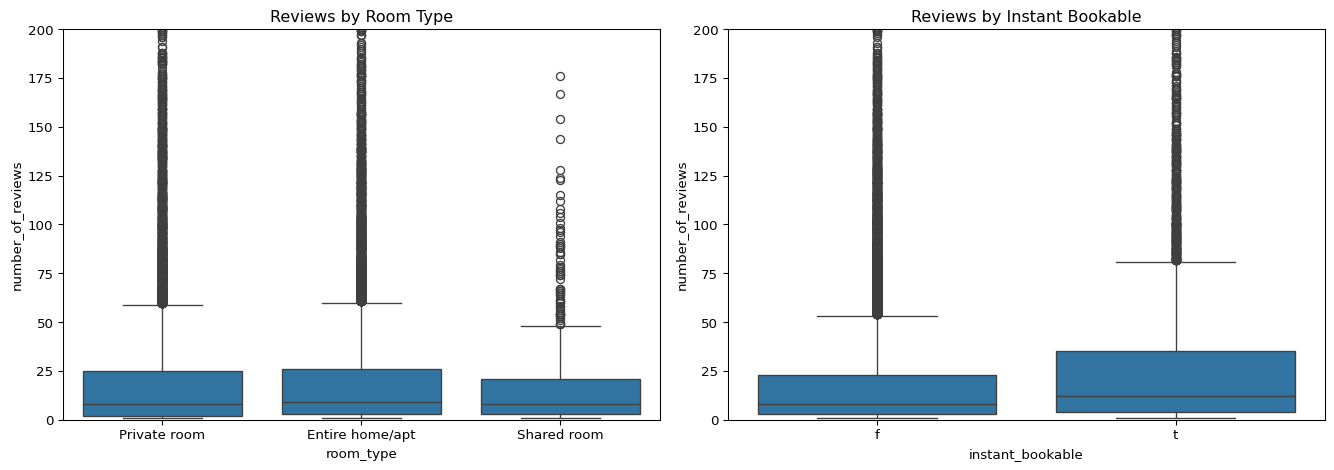 Reviews by Room Type
number_of_reviews
200
175
150
125
100
75
50
25
0
Private room
Entire home/apt
Shared room
room_type
Reviews by Instant Bookable
number_of_reviews
200
175
150
125
100
75
50
25
0
f
t
instant_bookable